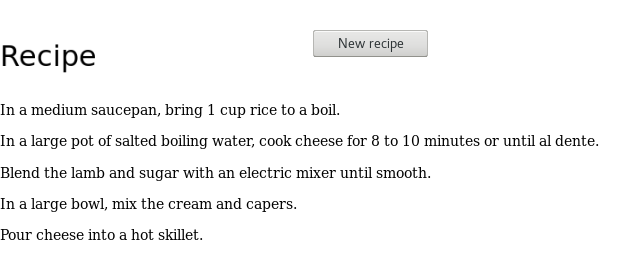 Recipe
New recipe
In a medium saucepan, bring 1 cup rice to a boil.
In a large pot of salted boiling water, cook cheese for 8 to 10 minutes or until al dente.
Blend the lamb and sugar with an electric mixer until smooth.
In a large bowl, mix the cream and capers.
Pour cheese into a hot skillet.